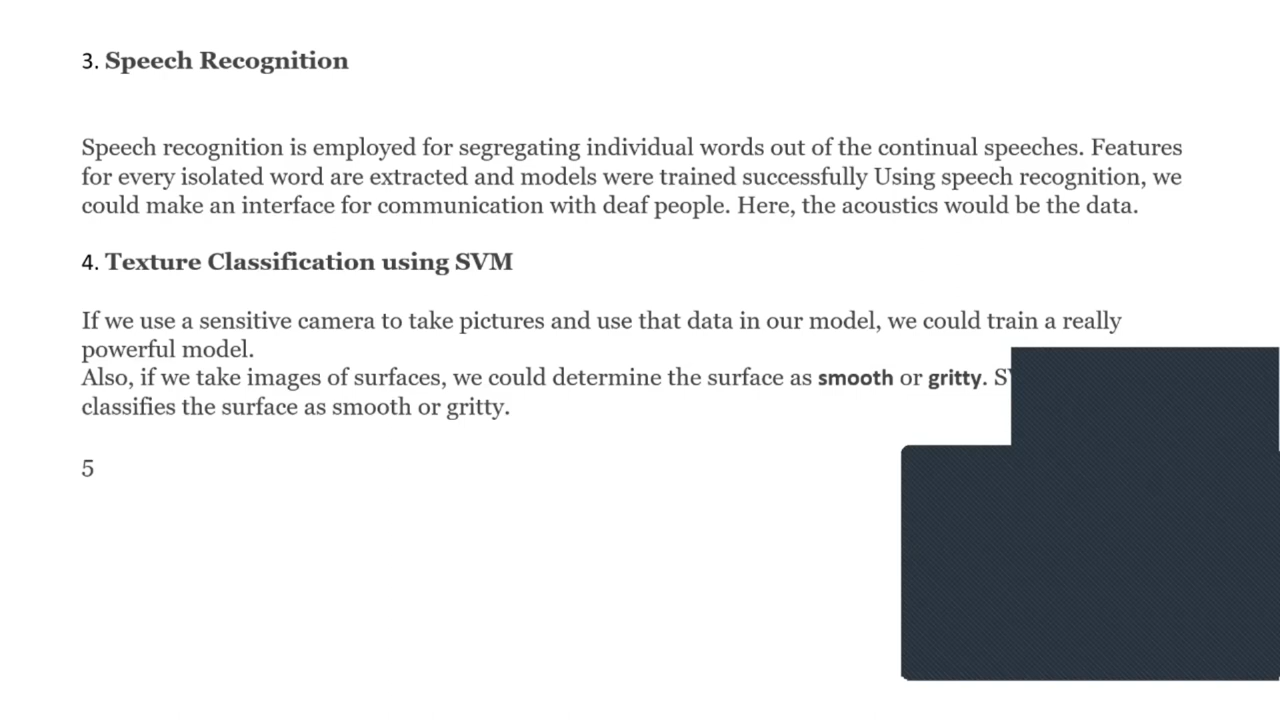 3. Speech Recognition
Speech recognition is employed for segregating individual words out of the continual speeches. Features
for every isolated word are extracted and models were trained successfully Using speech recognition, we
could make an interface for communication with deaf people. Here, the acoustics would be the data.
4. Texture Classification using SVM
If we use a sensitive camera to take pictures and use that data in our model, we could train a really
powerful model.
Also, if we take images of surfaces, we could determine the surface as smooth or gritty.
classifies the surface as smooth or gritty.
5